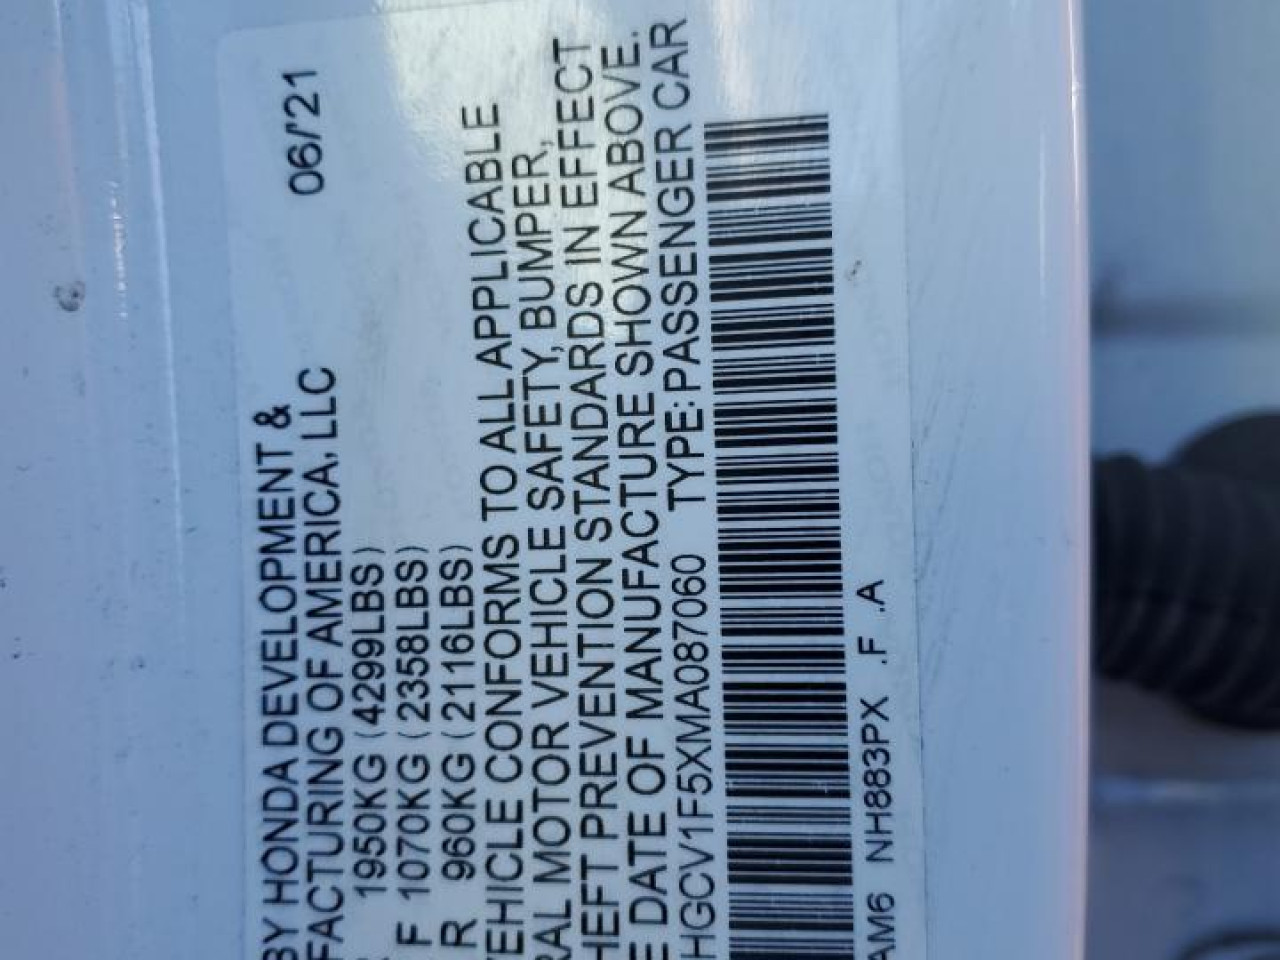 BY HONDA DEVELOPMENT &
FACTURING OF AMERICA, LLC 06/'21
1950KG (4299LBS)
F 1070KG (2358LBS)
R 960KG (2116LBS)
VEHICLE CONFORMS TO ALL APPLICABLE
RAL MOTOR VEHICLE SAFETY, BUMPER,
HEFT PREVENTION STANDARDS IN EFFECT
E DATE OF MANUFACTURE SHOWN ABOVE.
HGCV1F5XMA087060 TYPE: PASSENGER CAR
AM6 NH883PX .F .A